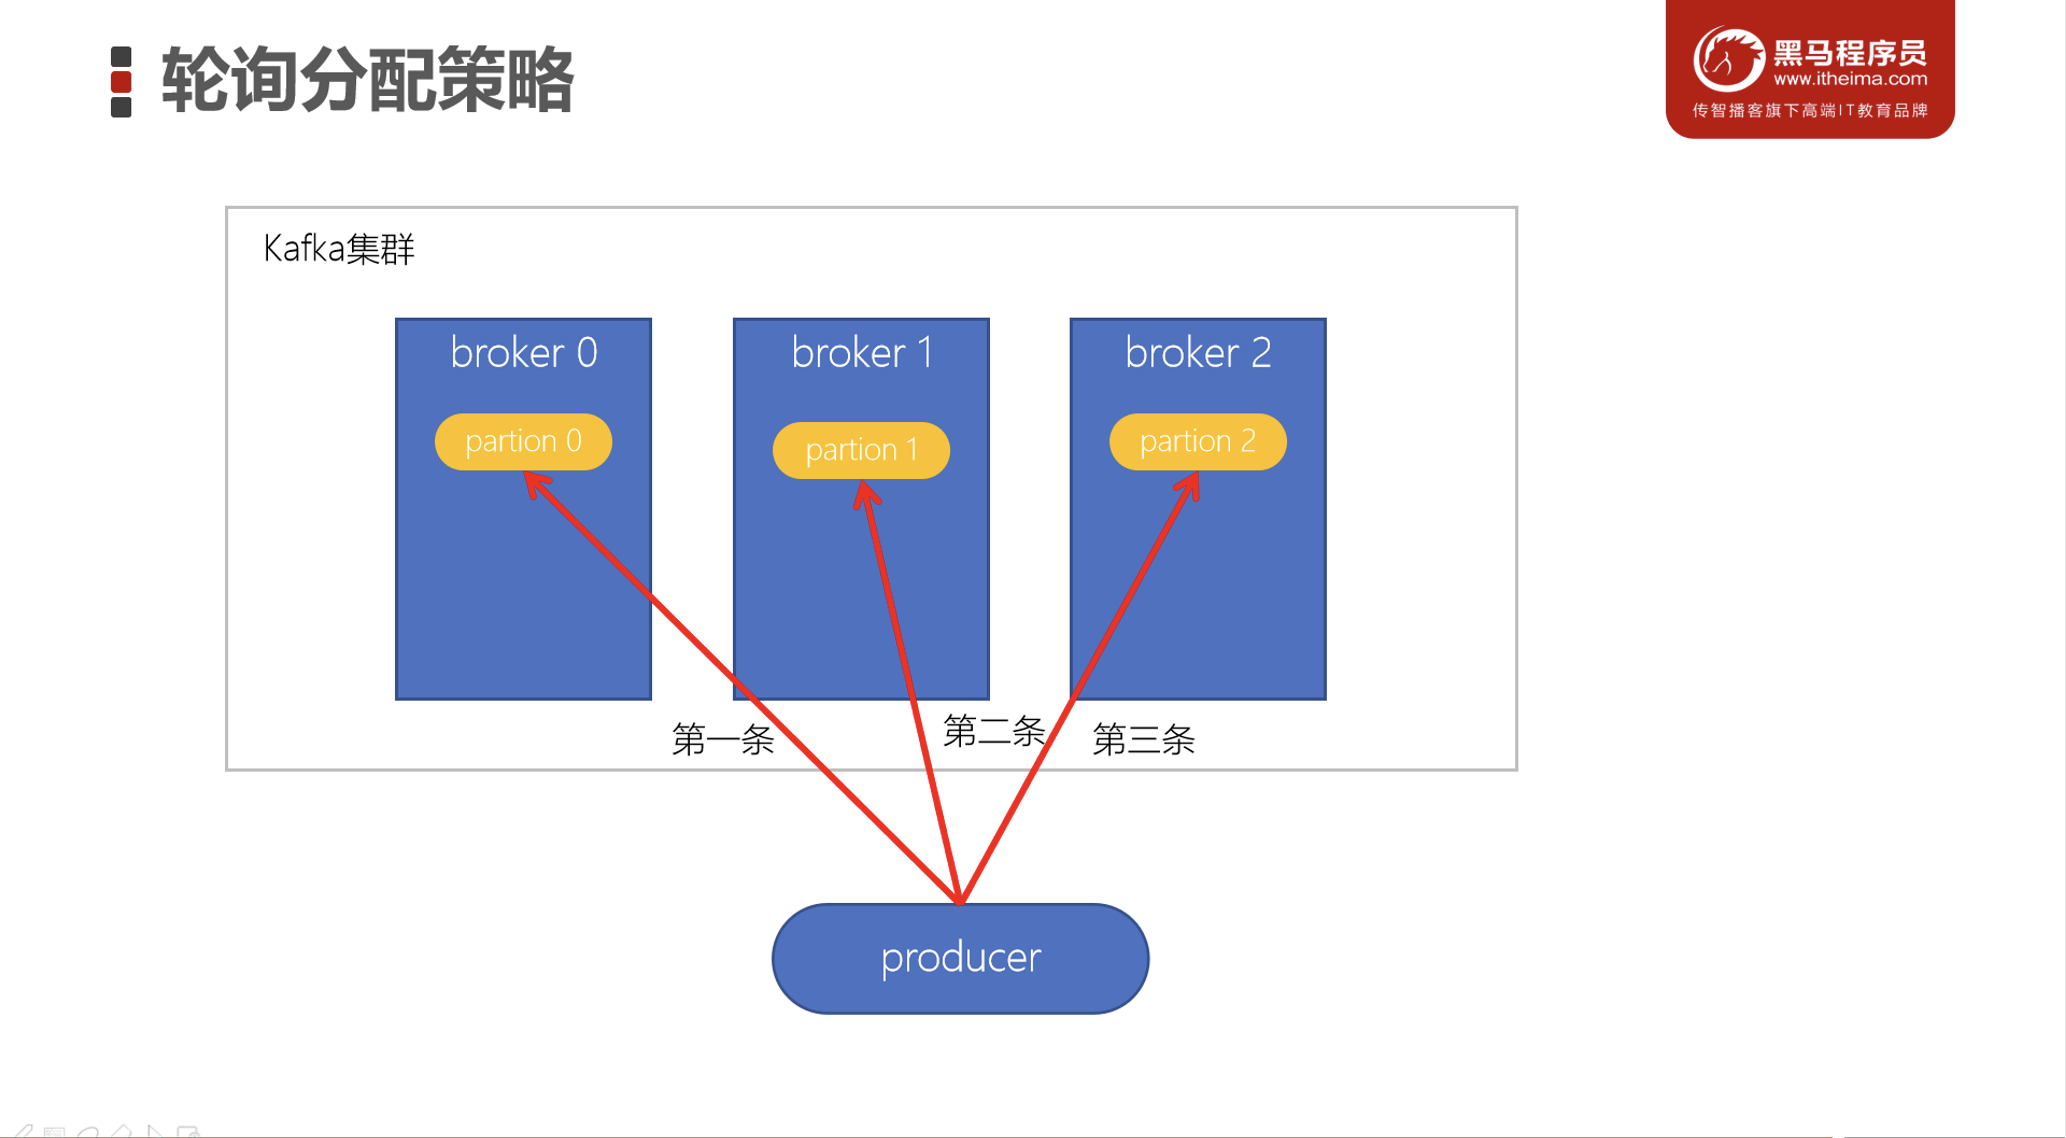 轮询分配策略
黑马程序员
www.itheima.com
传智播客旗下高端IT教育品牌
Kafka集群
broker 0
broker 1
broker 2
partion 0
partion 1
partion 2
第一条
第二条
第三条
producer